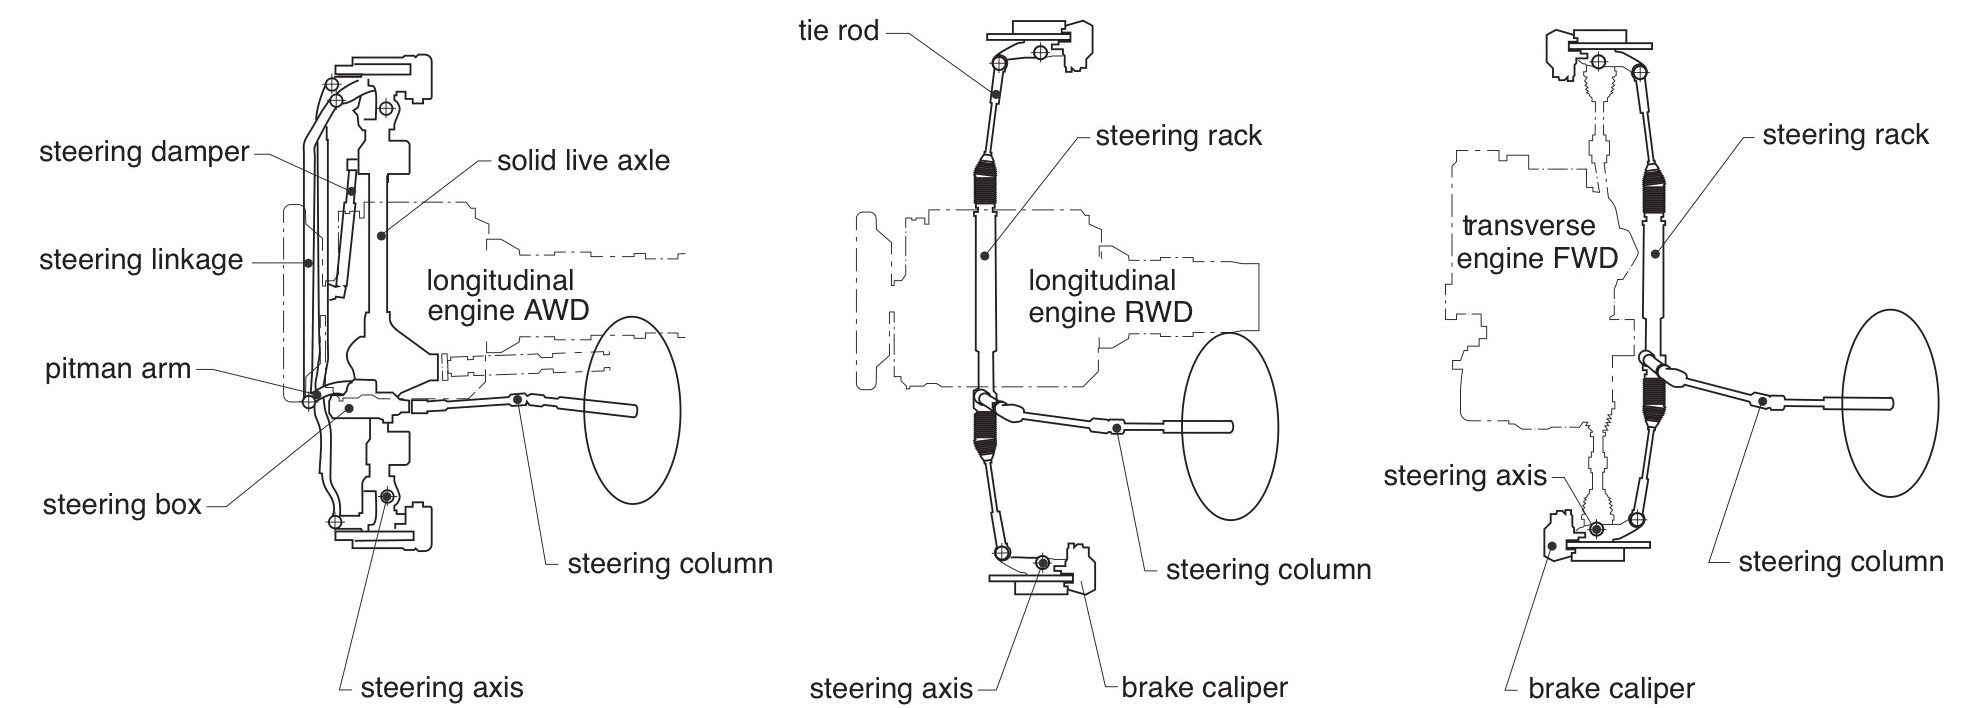 steering damper
solid live axle
steering linkage
longitudinal
engine AWD
pitman arm
steering box
steering column
steering axis
tie rod
steering rack
longitudinal
engine RWD
steering column
steering axis
brake caliper
steering rack
transverse
engine FWD
steering axis
steering column
brake caliper